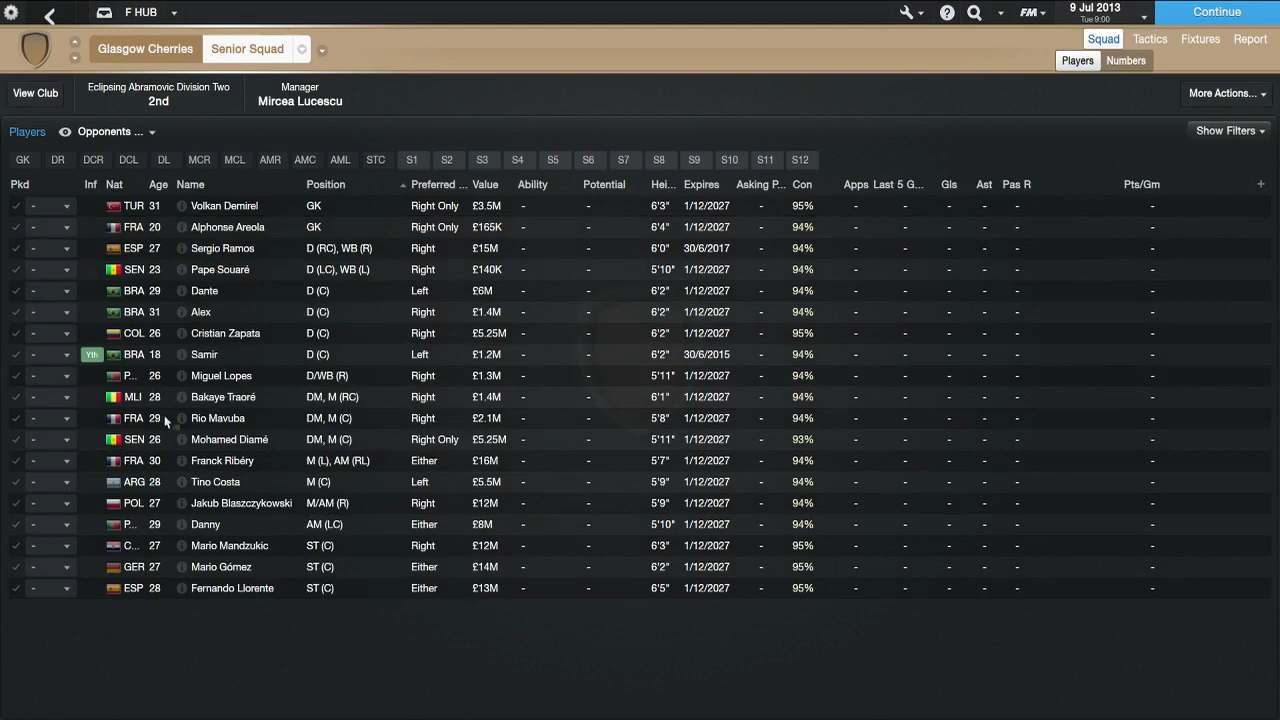 F HUB
FM
9 Jul 2013
Tue 9:00
Continue
Glasgow Cherries
Senior Squad
Squad Tactics Fixtures Report
Players Numbers
View Club
Eclipsing Abramovic Division Two
2nd
Manager
Mircea Lucescu
More Actions...
Players Opponents ...
Show Filters
GK DR DCR DCL DL MCR MCL AMR AMC AML STC S1 S2 S3 S4 S5 S6 S7 S8 S9 S10 S11 S12
Pkd Inf Nat Age Name Position Preferred ... Value Ability Potential Hei... Expires Asking P... Con Apps Last 5 G... Gls Ast Pas R Pts/Gm
- TUR 31 Volkan Demirel GK Right Only £3.5M - - 6'3" 1/12/2027 - 95% - - - - - -
- FRA 20 Alphonse Areola GK Right Only £165K - - 6'4" 1/12/2027 - 94% - - - - - -
- ESP 27 Sergio Ramos D (RC), WB (R) Right £15M - - 6'0" 30/6/2017 - 94% - - - - - -
- SEN 23 Pape Souaré D (LC), WB (L) Right £140K - - 5'10" 1/12/2027 - 94% - - - - - -
- BRA 29 Dante D (C) Left £6M - - 6'2" 1/12/2027 - 94% - - - - - -
- BRA 31 Alex D (C) Right £1.4M - - 6'2" 1/12/2027 - 94% - - - - - -
- COL 26 Cristian Zapata D (C) Right £5.25M - - 6'2" 1/12/2027 - 95% - - - - - -
- Yth BRA 18 Samir D (C) Left £1.2M - - 6'2" 30/6/2015 - 94% - - - - - -
- P... 26 Miguel Lopes D/WB (R) Right £1.3M - - 5'11" 1/12/2027 - 94% - - - - - -
- MLI 28 Bakaye Traoré DM, M (RC) Right £1.4M - - 6'1" 1/12/2027 - 94% - - - - - -
- FRA 29 Rio Mavuba DM, M (C) Right £2.1M - - 5'8" 1/12/2027 - 94% - - - - - -
- SEN 26 Mohamed Diamé DM, M (C) Right Only £5.25M - - 5'11" 1/12/2027 - 93% - - - - - -
- FRA 30 Franck Ribéry M (L), AM (RL) Either £16M - - 5'7" 1/12/2027 - 94% - - - - - -
- ARG 28 Tino Costa M (C) Left £5.5M - - 5'9" 1/12/2027 - 94% - - - - - -
- POL 27 Jakub Blaszczykowski M/AM (R) Right £12M - - 5'9" 1/12/2027 - 94% - - - - - -
- P... 29 Danny AM (LC) Either £8M - - 5'10" 1/12/2027 - 94% - - - - - -
- C... 27 Mario Mandzukic ST (C) Right £12M - - 6'3" 1/12/2027 - 95% - - - - - -
- GER 27 Mario Gómez ST (C) Either £14M - - 6'2" 1/12/2027 - 94% - - - - - -
- ESP 28 Fernando Llorente ST (C) Either £13M - - 6'5" 1/12/2027 - 95% - - - - - -